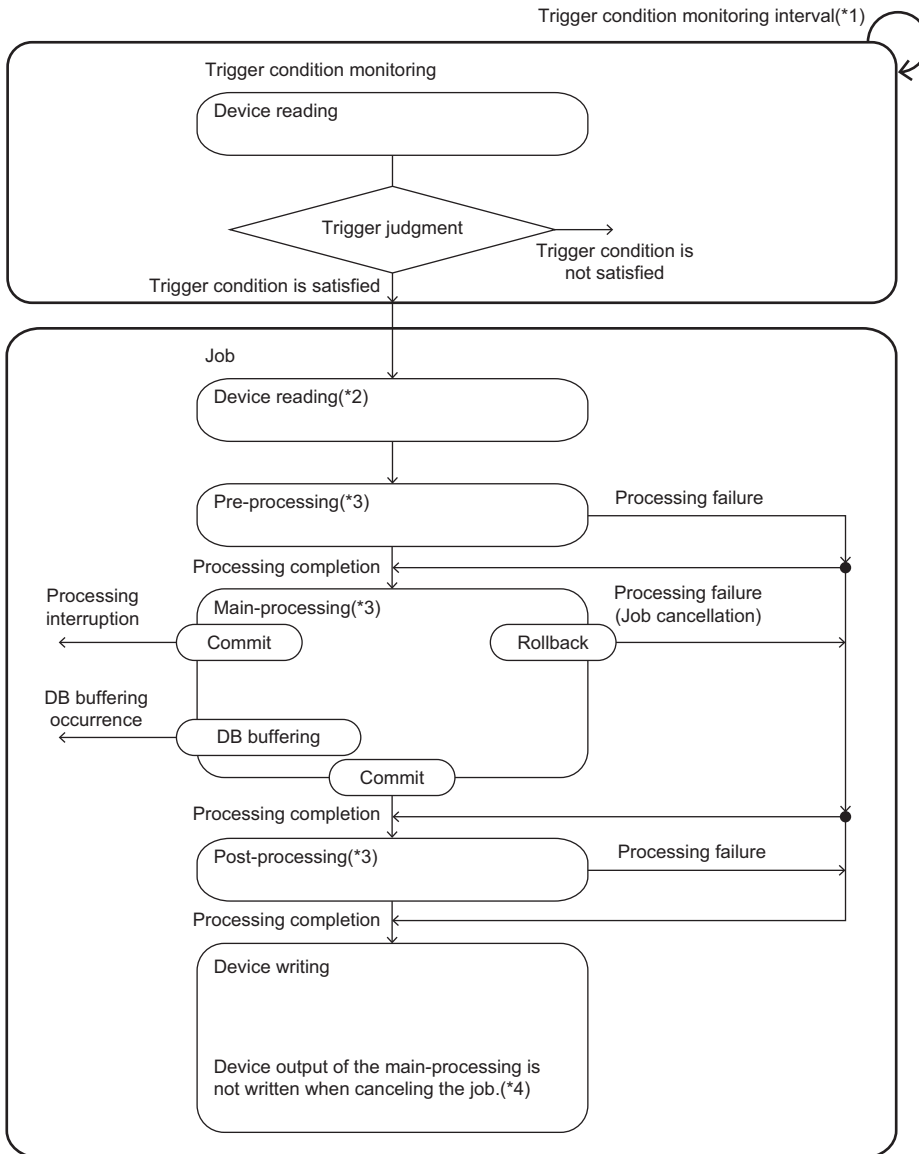 Trigger condition monitoring interval(*1)
Trigger condition monitoring
Device reading
Trigger judgment
Trigger condition is
not satisfied
Trigger condition is satisfied
Job
Device reading(*2)
Pre-processing(*3)
Processing failure
Processing completion
Processing
interruption
Main-processing(*3)
Processing failure
(Job cancellation)
Commit
Rollback
DB buffering
occurrence
DB buffering
Commit
Processing completion
Post-processing(*3)
Processing failure
Processing completion
Device writing
Device output of the main-processing is
not written when canceling the job.(*4)